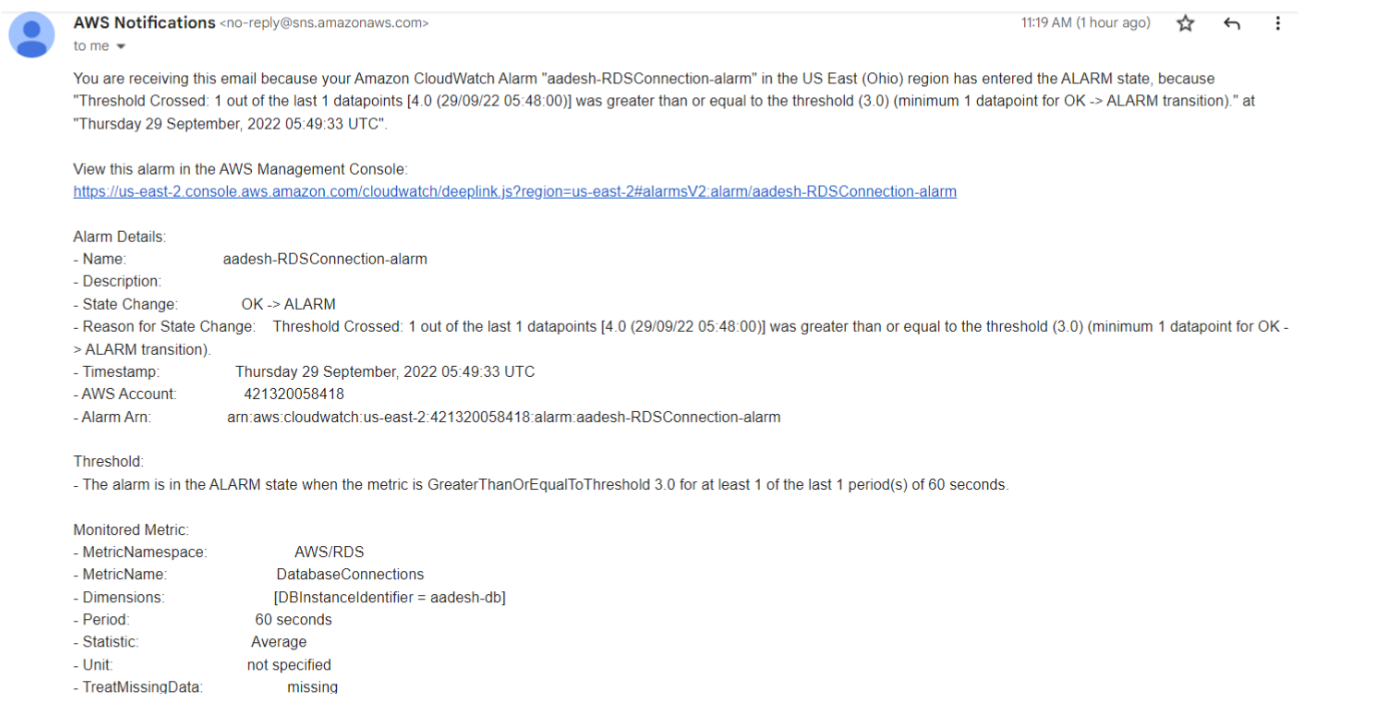 AWS Notifications <no-reply@sns.amazonaws.com> 11:19 AM (1 hour ago)
to me
You are receiving this email because your Amazon CloudWatch Alarm "aadesh-RDSConnection-alarm" in the US East (Ohio) region has entered the ALARM state, because
"Threshold Crossed: 1 out of the last 1 datapoints [4.0 (29/09/22 05:48:00)] was greater than or equal to the threshold (3.0) (minimum 1 datapoint for OK -> ALARM transition)." at
"Thursday 29 September, 2022 05:49:33 UTC".
View this alarm in the AWS Management Console:
https://us-east-2.console.aws.amazon.com/cloudwatch/deeplink.js?region=us-east-2#alarmsV2:alarm/aadesh-RDSConnection-alarm
Alarm Details:
- Name: aadesh-RDSConnection-alarm
- Description:
- State Change: OK -> ALARM
- Reason for State Change: Threshold Crossed: 1 out of the last 1 datapoints [4.0 (29/09/22 05:48:00)] was greater than or equal to the threshold (3.0) (minimum 1 datapoint for OK -
> ALARM transition).
- Timestamp: Thursday 29 September, 2022 05:49:33 UTC
- AWS Account: 421320058418
- Alarm Arn: arn:aws:cloudwatch:us-east-2:421320058418:alarm:aadesh-RDSConnection-alarm
Threshold:
- The alarm is in the ALARM state when the metric is GreaterThanOrEqualToThreshold 3.0 for at least 1 of the last 1 period(s) of 60 seconds.
Monitored Metric:
- MetricNamespace: AWS/RDS
- MetricName: DatabaseConnections
- Dimensions: [DBInstanceIdentifier = aadesh-db]
- Period: 60 seconds
- Statistic: Average
- Unit: not specified
- TreatMissingData: missing